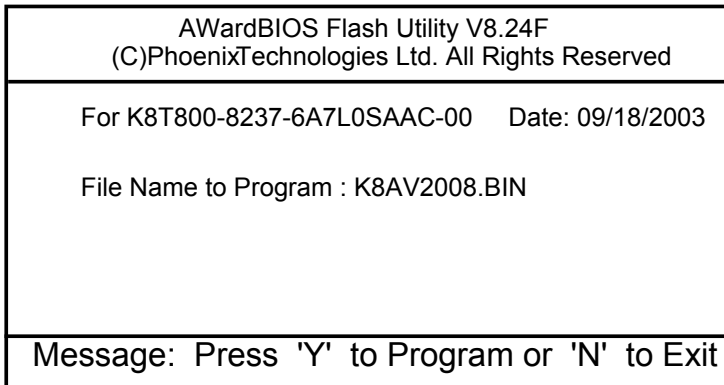 AWardBIOS Flash Utility V8.24F
(C)PhoenixTechnologies Ltd. All Rights Reserved
For K8T800-8237-6A7L0SAAC-00 Date: 09/18/2003
File Name to Program : K8AV2008.BIN
Message: Press 'Y' to Program or 'N' to Exit